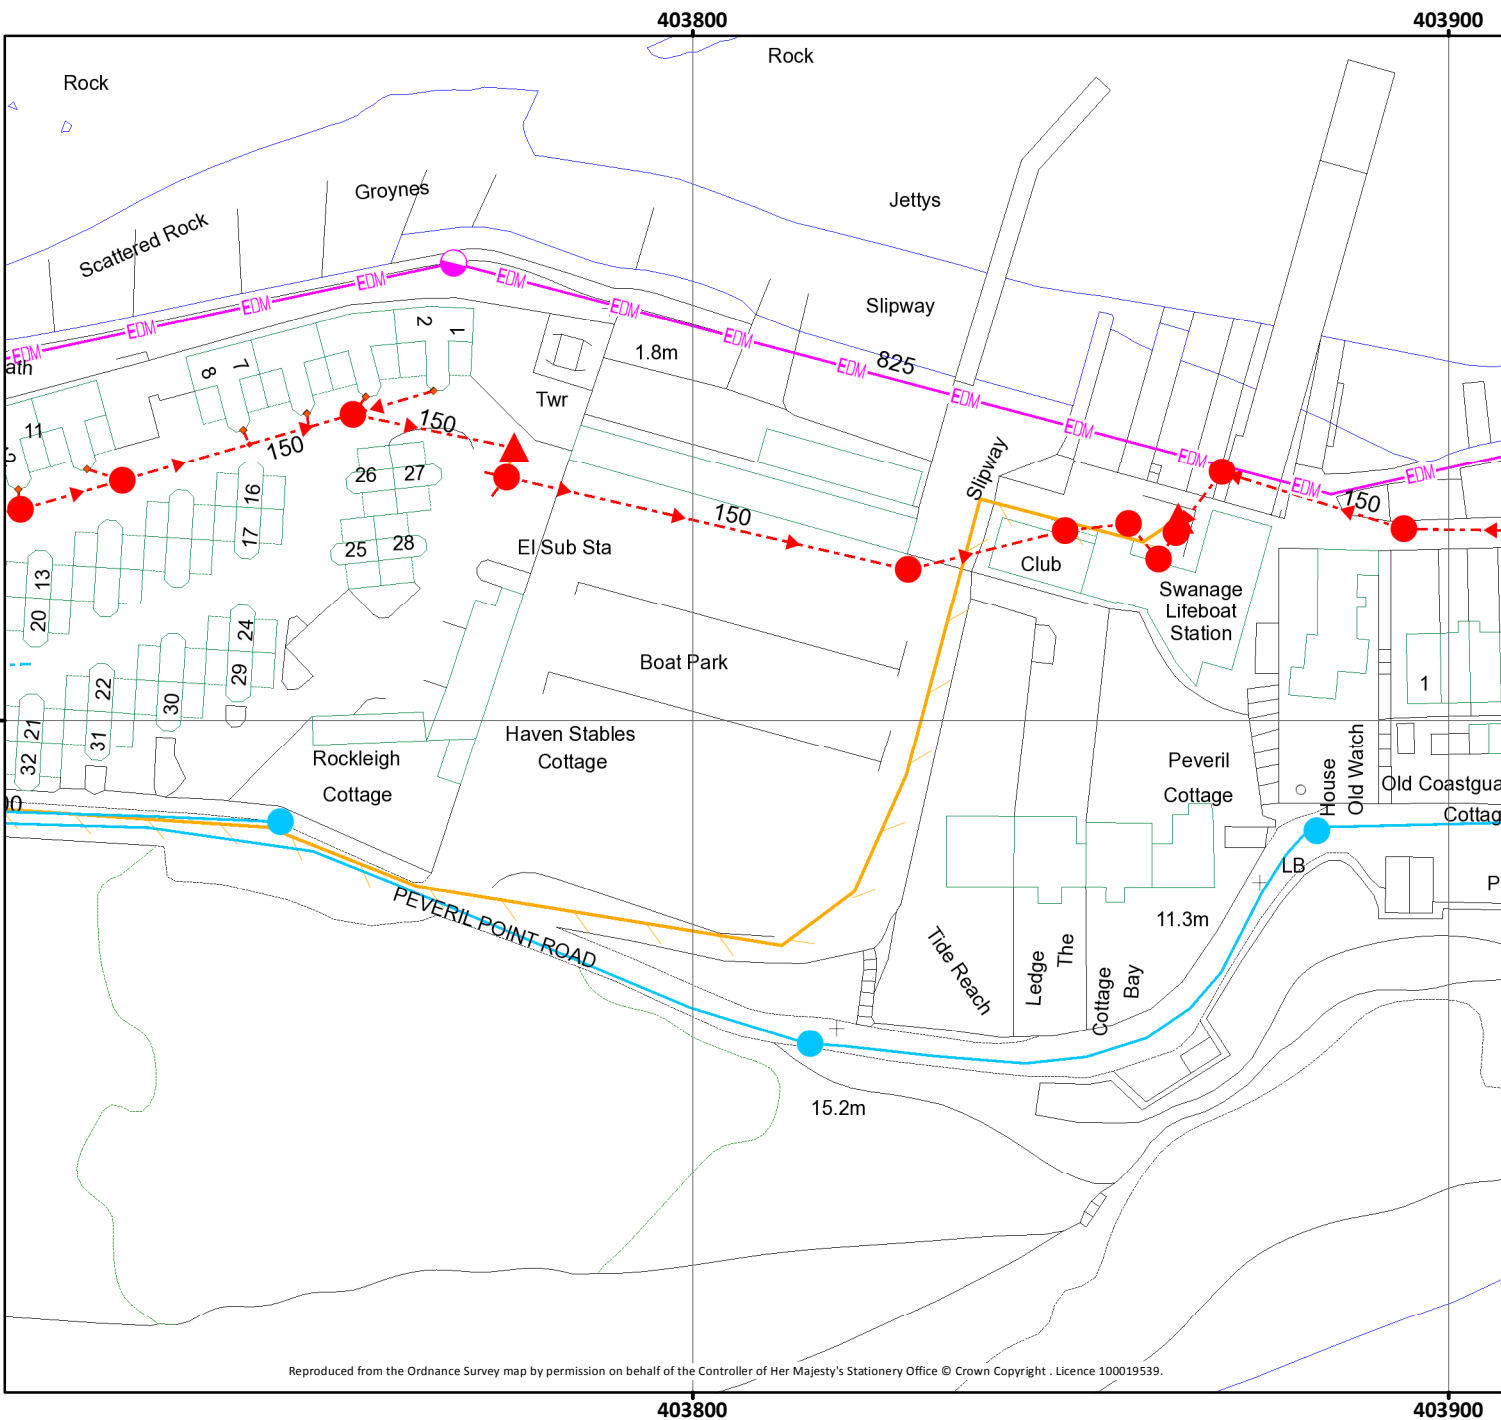 403800
403900
Rock
Rock
Groynes
Scattered Rock
Jettys
EDM
EDM
EDM
EDM
EDM
EDM
EDM
EDM
EDM
EDM
EDM
EDM
EDM
Slipway
825
1.8m
ath
2
1
7
8
Twr
11
150
150
150
150
26
27
16
17
25
28
Slipway
El Sub Sta
Club
Swanage
Lifeboat
Station
13
20
24
29
22
30
21
31
32
Boat Park
1
Haven Stables
Cottage
Rockleigh
Cottage
Peveril
Cottage
House
Old Watch
Old Coastgua
Cottag
00
LB
P
PEVERIL POINT ROAD
11.3m
Tide Reach
Ledge
The
Cottage
Bay
15.2m
Reproduced from the Ordnance Survey map by permission on behalf of the Controller of Her Majesty's Stationery Office © Crown Copyright . Licence 100019539.
403800
403900